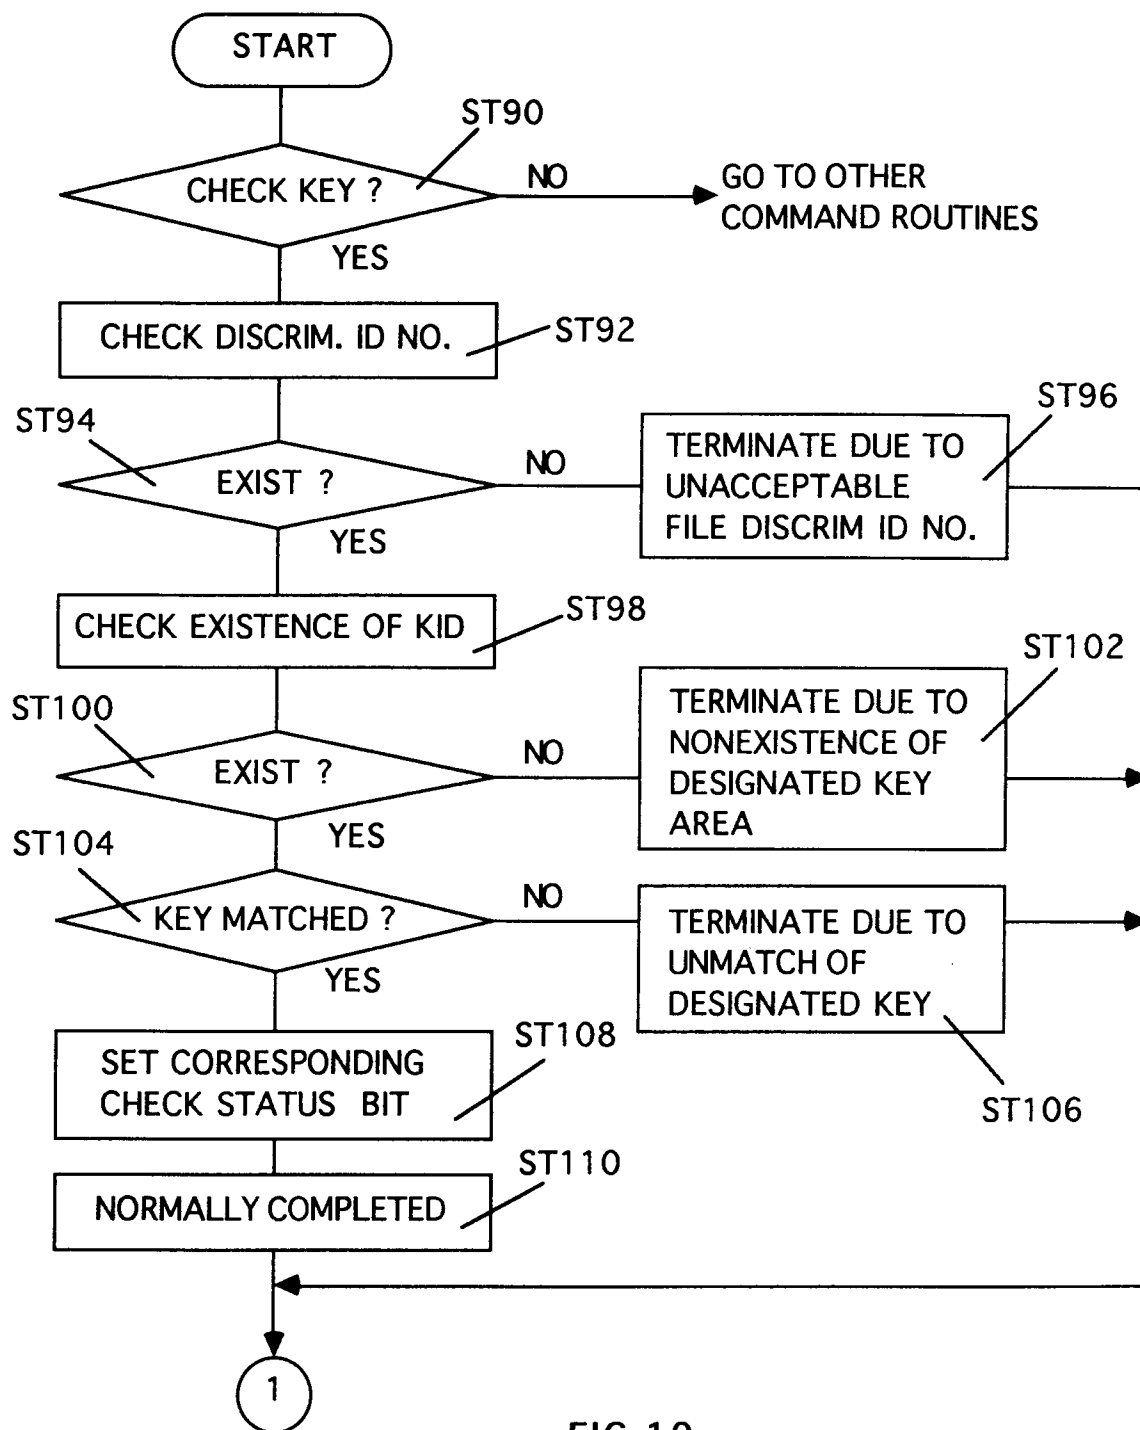 START
ST90
CHECK KEY ?
NO
GO TO OTHER
COMMAND ROUTINES
YES
CHECK DISCRIM. ID NO.
ST92
ST94
EXIST ?
NO
TERMINATE DUE TO
UNACCEPTABLE
FILE DISCRIM ID NO.
ST96
YES
CHECK EXISTENCE OF KID
ST98
ST100
EXIST ?
NO
TERMINATE DUE TO
NONEXISTENCE OF
DESIGNATED KEY
AREA
ST102
YES
ST104
KEY MATCHED ?
NO
TERMINATE DUE TO
UNMATCH OF
DESIGNATED KEY
ST106
YES
SET CORRESPONDING
CHECK STATUS BIT
ST108
NORMALLY COMPLETED
ST110
1